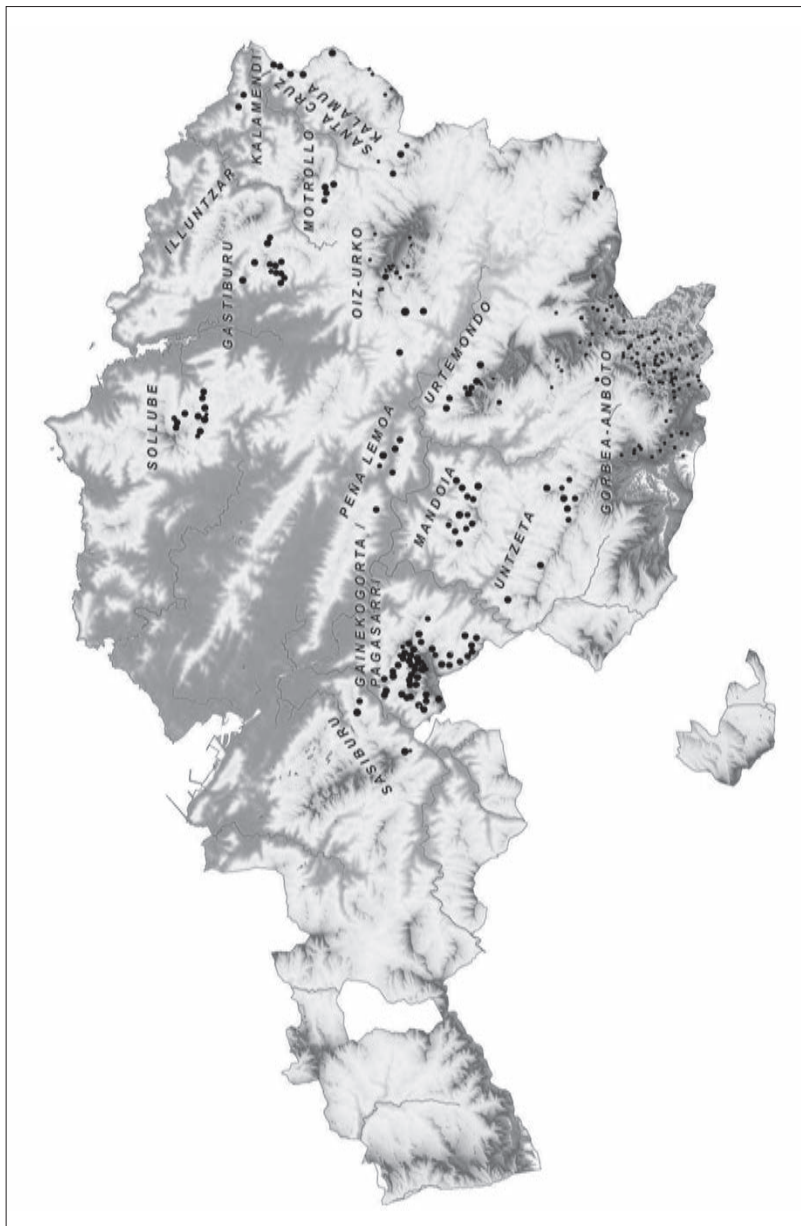 KALAMENDI
SANTA CRUZ /
KALAMUA
ILLUNTZAR
MOTROLLO
GASTIBURU
OIZ-URKO
SOLLUBE
URTEMONDO
PEÑA LEMOA
MANDOIA
GORBEA-ANBOTO
UNTZETA
GAINEKOGORTA /
PAGASARRI
SASIBURU